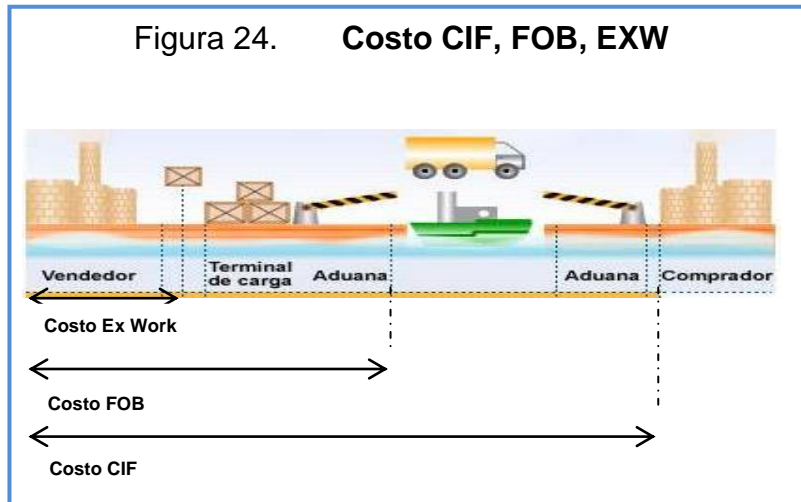 Figura 24. Costo CIF, FOB, EXW
Vendedor
Terminal
de carga
Aduana
Aduana
Comprador
Costo Ex Work
Costo FOB
Costo CIF